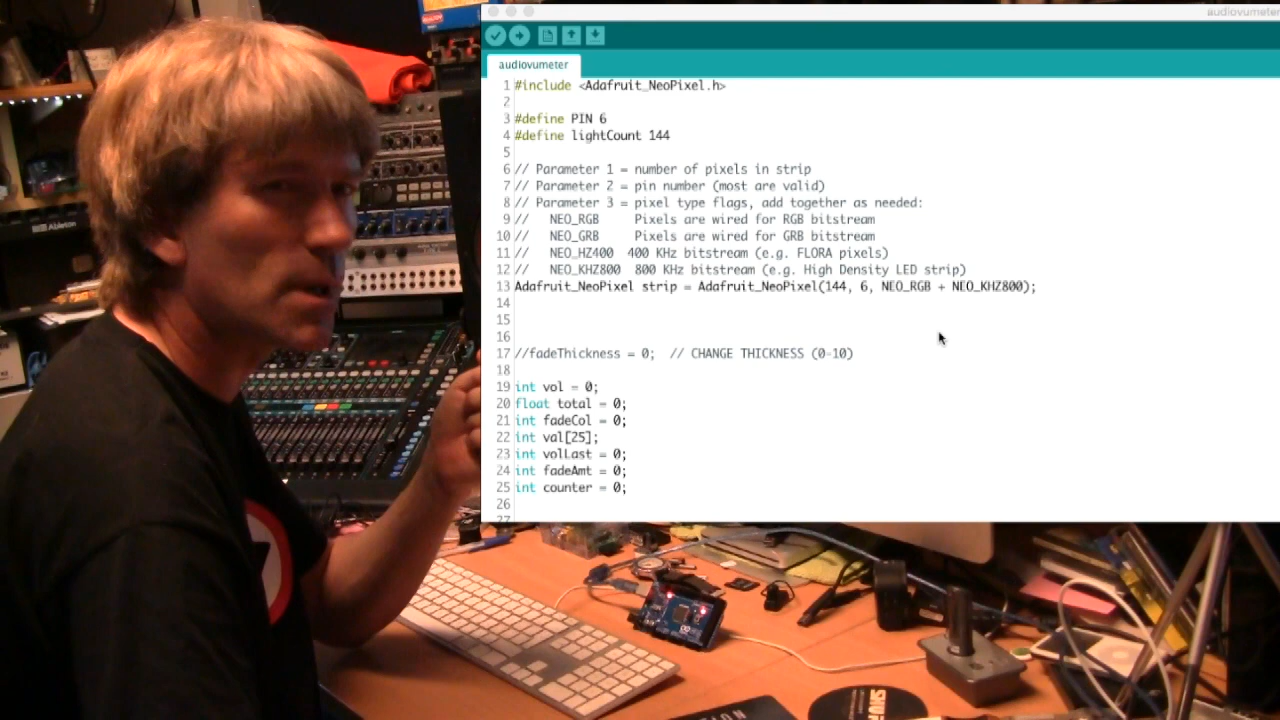 audiovumeter
audiovumeter
1 #include <Adafruit_NeoPixel.h>
2
3 #define PIN 6
4 #define lightCount 144
5
6 // Parameter 1 = number of pixels in strip
7 // Parameter 2 = pin number (most are valid)
8 // Parameter 3 = pixel type flags, add together as needed:
9 //   NEO_RGB     Pixels are wired for RGB bitstream
10 //   NEO_GRB     Pixels are wired for GRB bitstream
11 //   NEO_HZ400  400 KHz bitstream (e.g. FLORA pixels)
12 //   NEO_KHZ800  800 KHz bitstream (e.g. High Density LED strip)
13 Adafruit_NeoPixel strip = Adafruit_NeoPixel(144, 6, NEO_RGB + NEO_KHZ800);
14
15
16
17 //fadeThickness = 0;  // CHANGE THICKNESS (0-10)
18
19 int vol = 0;
20 float total = 0;
21 int fadeCol = 0;
22 int val[25];
23 int volLast = 0;
24 int fadeAmt = 0;
25 int counter = 0;
26
27
Ableton